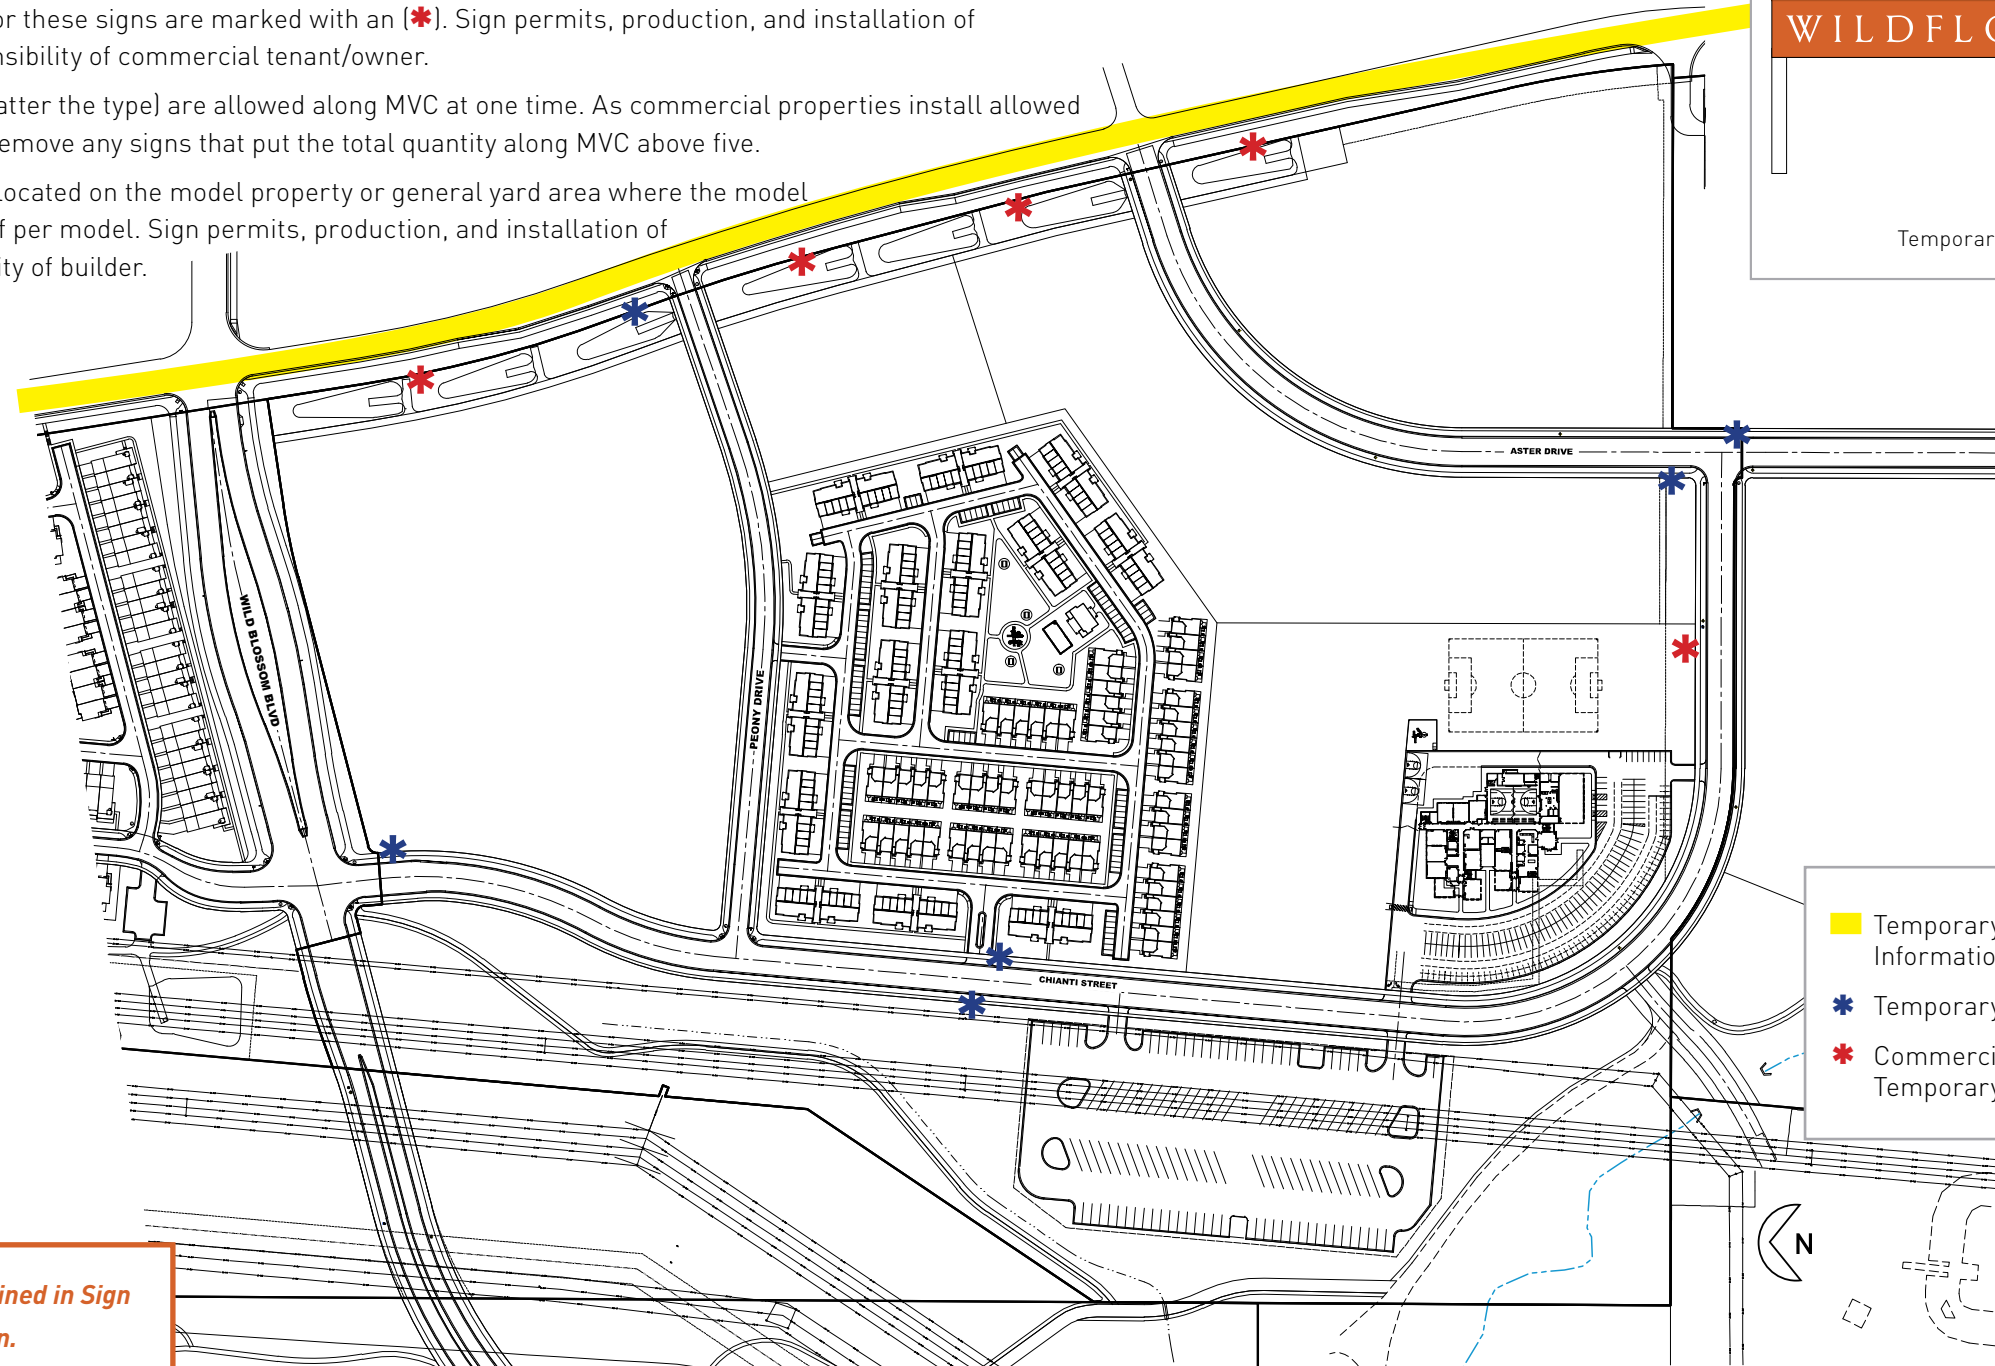 or these signs are marked with an (*). Sign permits, production, and installation of
nsibility of commercial tenant/owner.
atter the type) are allowed along MVC at one time. As commercial properties install allowed
remove any signs that put the total quantity along MVC above five.
located on the model property or general yard area where the model
f per model. Sign permits, production, and installation of
ity of builder.
WILDFLO
Temporar
ASTER DRIVE
WILD BLOSSOM BLVD
PEONY DRIVE
CHIANTI STREET
Temporary
Informatio
Temporary
Commerci
Temporary
N
ined in Sign
n.